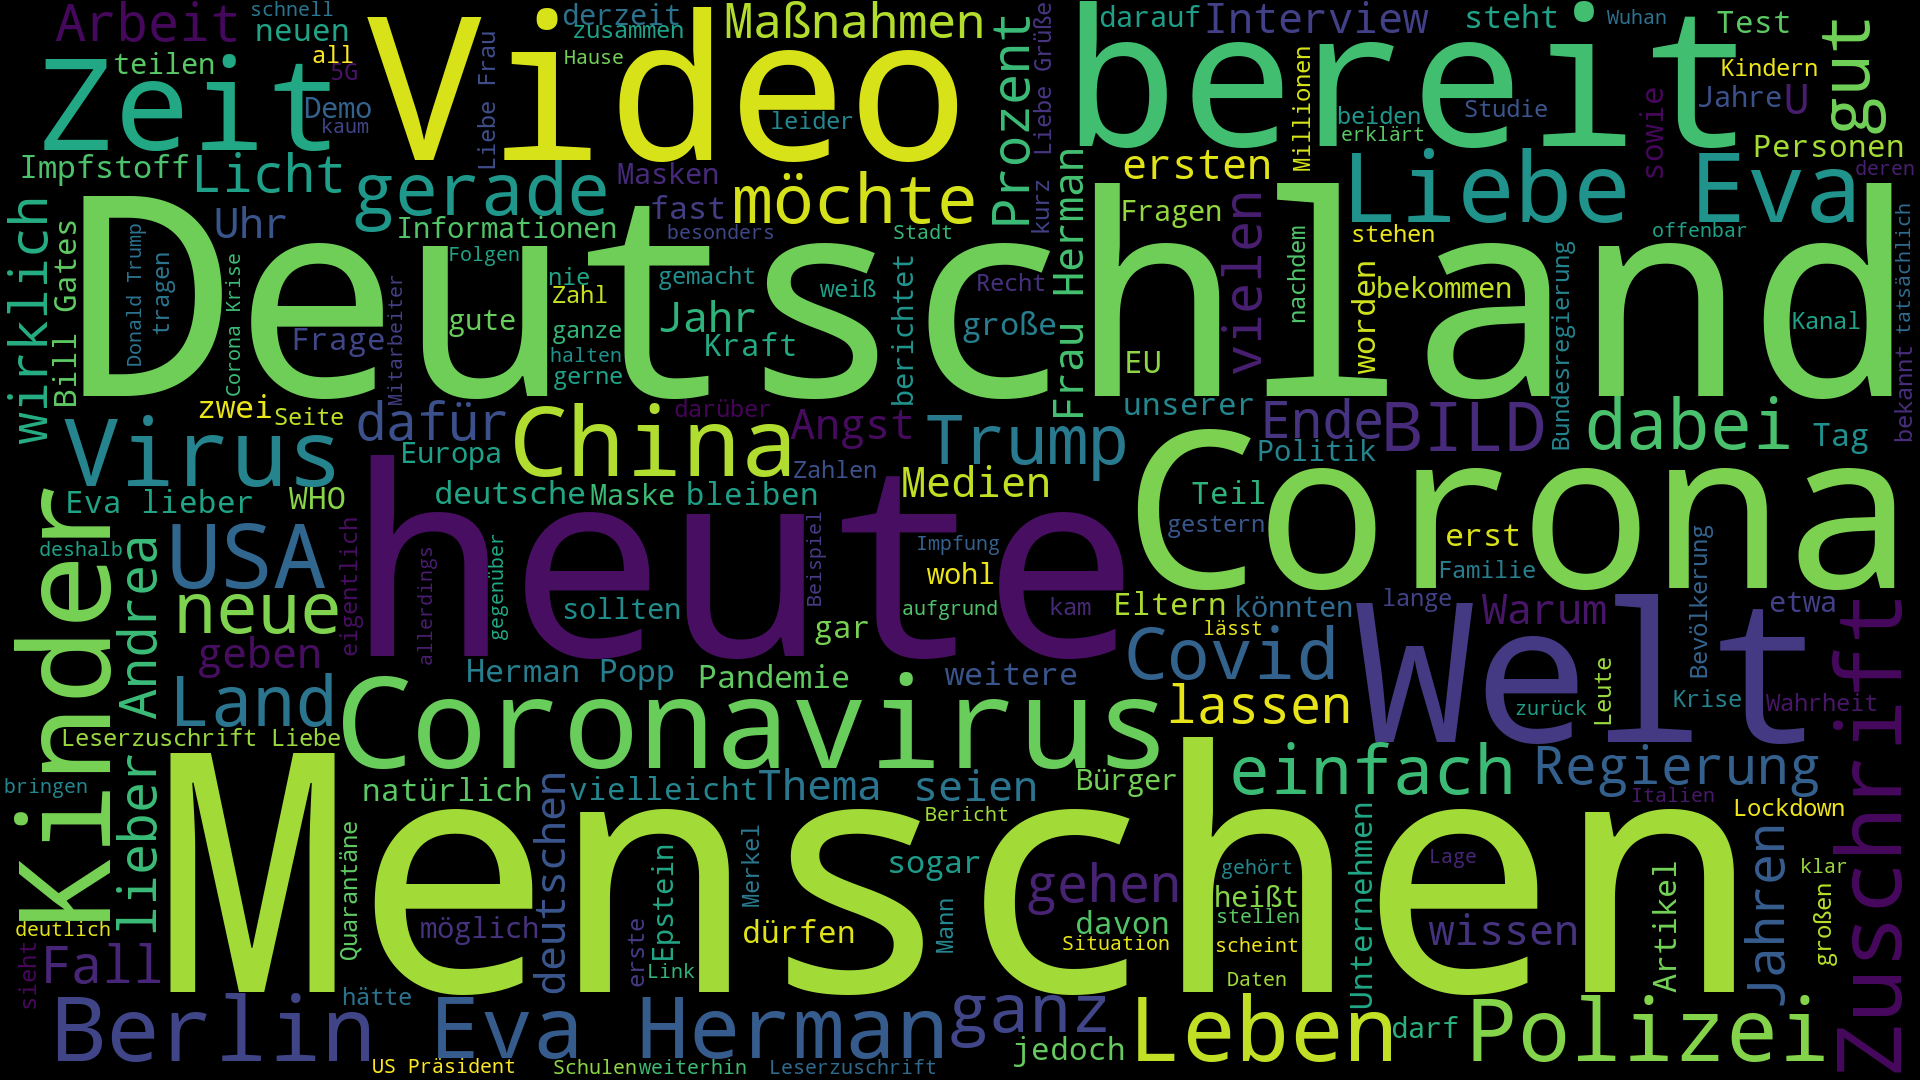 Arbeit
schnell
neuen
all
derzeit
zusammen
Hause
Maßnahmen
darauf
Interview
steht
Wuhan
Test
gut
teilen
5G
Zeit
Demo
kaum
Video
Liebe Frau
leider
Prozent
Liebe Grüße
bereit
Millionen
beiden
erklärt
Studie
Kindern
Jahre
U
sowie
Personen
deren
Impfstoff
Licht
gerade
Masken
möchte
fast
besonders
kurz
ersten
Fragen
Liebe
Eva
wirklich
Bill Gates
Uhr
Informationen
Folgen
nie
Zahl
gemacht
weiß
Stadt
Recht
Frau Herman
vielen
nachdem
stehen
worden
bekommen
offenbar
Bundesregierung
bekannt
tatsächlich
Deutschland
Donald Trump
tragen
Corona Krise
Frage
Mitarbeiter
gute
ganze
halten
gerne
Jahr
Kraft
berichtet
große
EU
Kanal
zwei
Seite
dafür
Virus
Europa
China
darüber
Angst
Zahlen
Trump
unserer
Ende
BILD
Politik
dabei
Tag
Eva lieber
WHO
deutsche
Maske
bleiben
Medien
Teil
gestern
Corona
Kinder
deshalb
Andrea
USA
eigentlich
heute
allerdings
gegenüber
sollten
Beispiel
Impfung
wohl
aufgrund
kam
erst
Familie
Bevölkerung
neue
geben
gar
Eltern
könnten
lässt
lange
Warum
etwa
Herman Popp
Pandemie
weitere
Covid
Welt
Leute
Land
Leserzuschrift Liebe
Coronavirus
lassen
zurück
Krise
Wahrheit
Zuschrift
bringen
lieber
natürlich
deutschen
vielleicht
Thema
seien
Bürger
einfach
Regierung
Italien
Lockdown
Menschen
Quarantäne
möglich
Epstein
Merkel
Bericht
sogar
gehen
gehört
heißt
stellen
Unternehmen
Lage
Artikel
Jahren
klar
großen
deutlich
sieht
Fall
erste
Link
dürfen
Mann
davon
Situation
scheint
Daten
wissen
hätte
Berlin
Eva Herman
ganz
jedoch
Leben
darf
Polizei
US Präsident
Schulen
weiterhin
Leserzuschrift